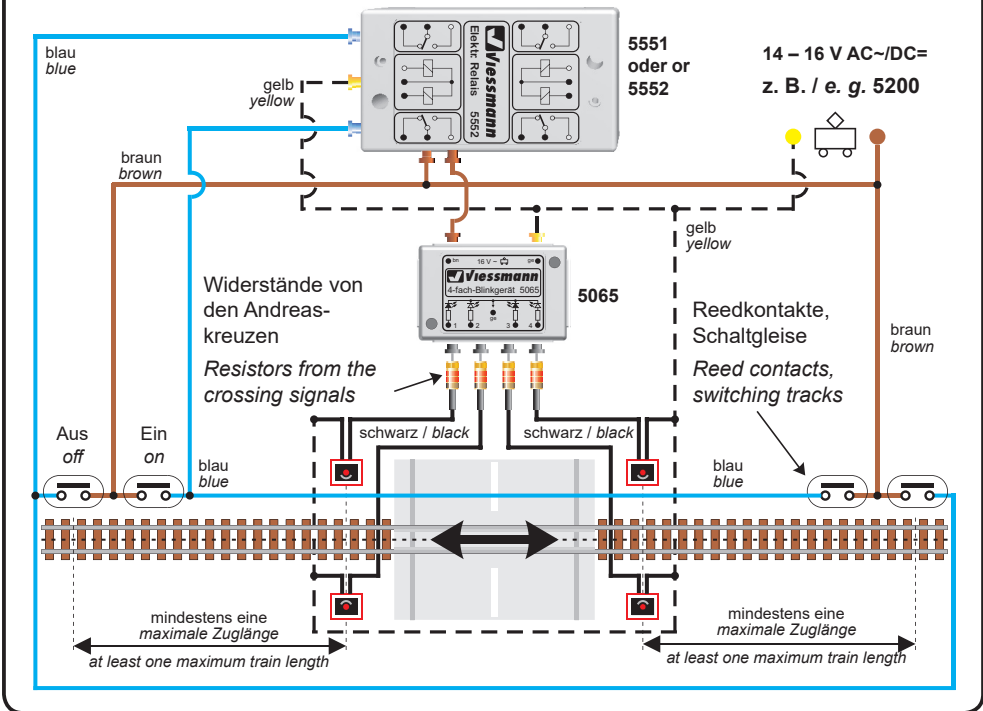 blau
blue
gelb
yellow
braun
brown
Viessmann
Elektr. Relais 5552
5551
oder or
5552
14 – 16 V AC~/DC=
z. B. / e. g. 5200
gelb
yellow
bn
16 V ~
ge
Viessmann
4-fach-Blinkgerät 5065
ge
1 2 3 4
5065
Widerstände von
den Andreas-
kreuzen
Resistors from the
crossing signals
Reedkontakte,
Schaltgleise
Reed contacts,
switching tracks
braun
brown
Aus
off
Ein
on
schwarz / black
schwarz / black
blau
blue
blau
blue
mindestens eine
maximale Zuglänge
at least one maximum train length
mindestens eine
maximale Zuglänge
at least one maximum train length